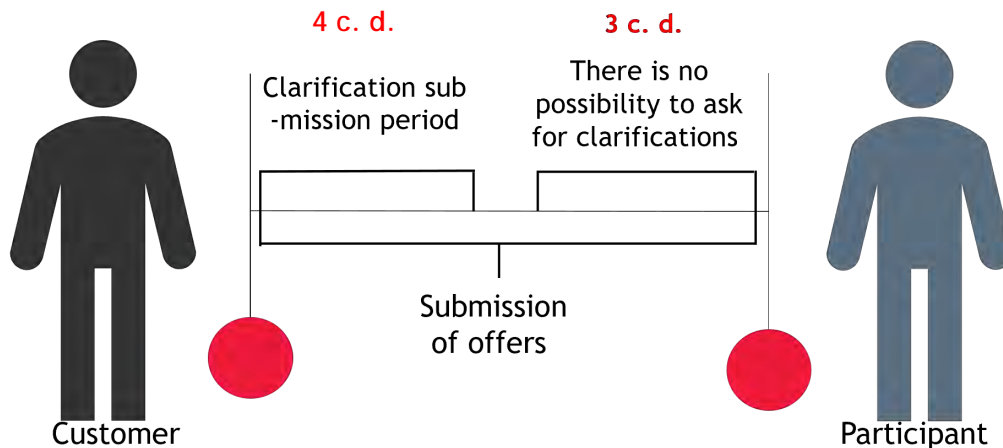 4 c. d.
3 c. d.
Clarification sub
-mission period
There is no
possibility to ask
for clarifications
Submission
of offers
Customer
Participant